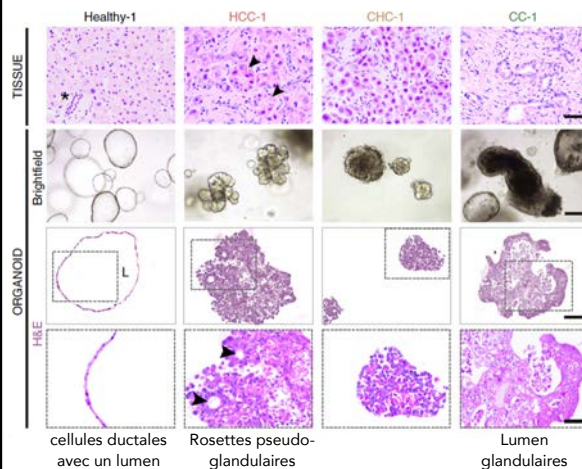 Healthy-1 HCC-1 CHC-1 CC-1
TISSUE
*
Brightfield
ORGANOID
H&E
L
cellules ductales
avec un lumen
Rosettes pseudo-
glandulaires
Lumen
glandulaires